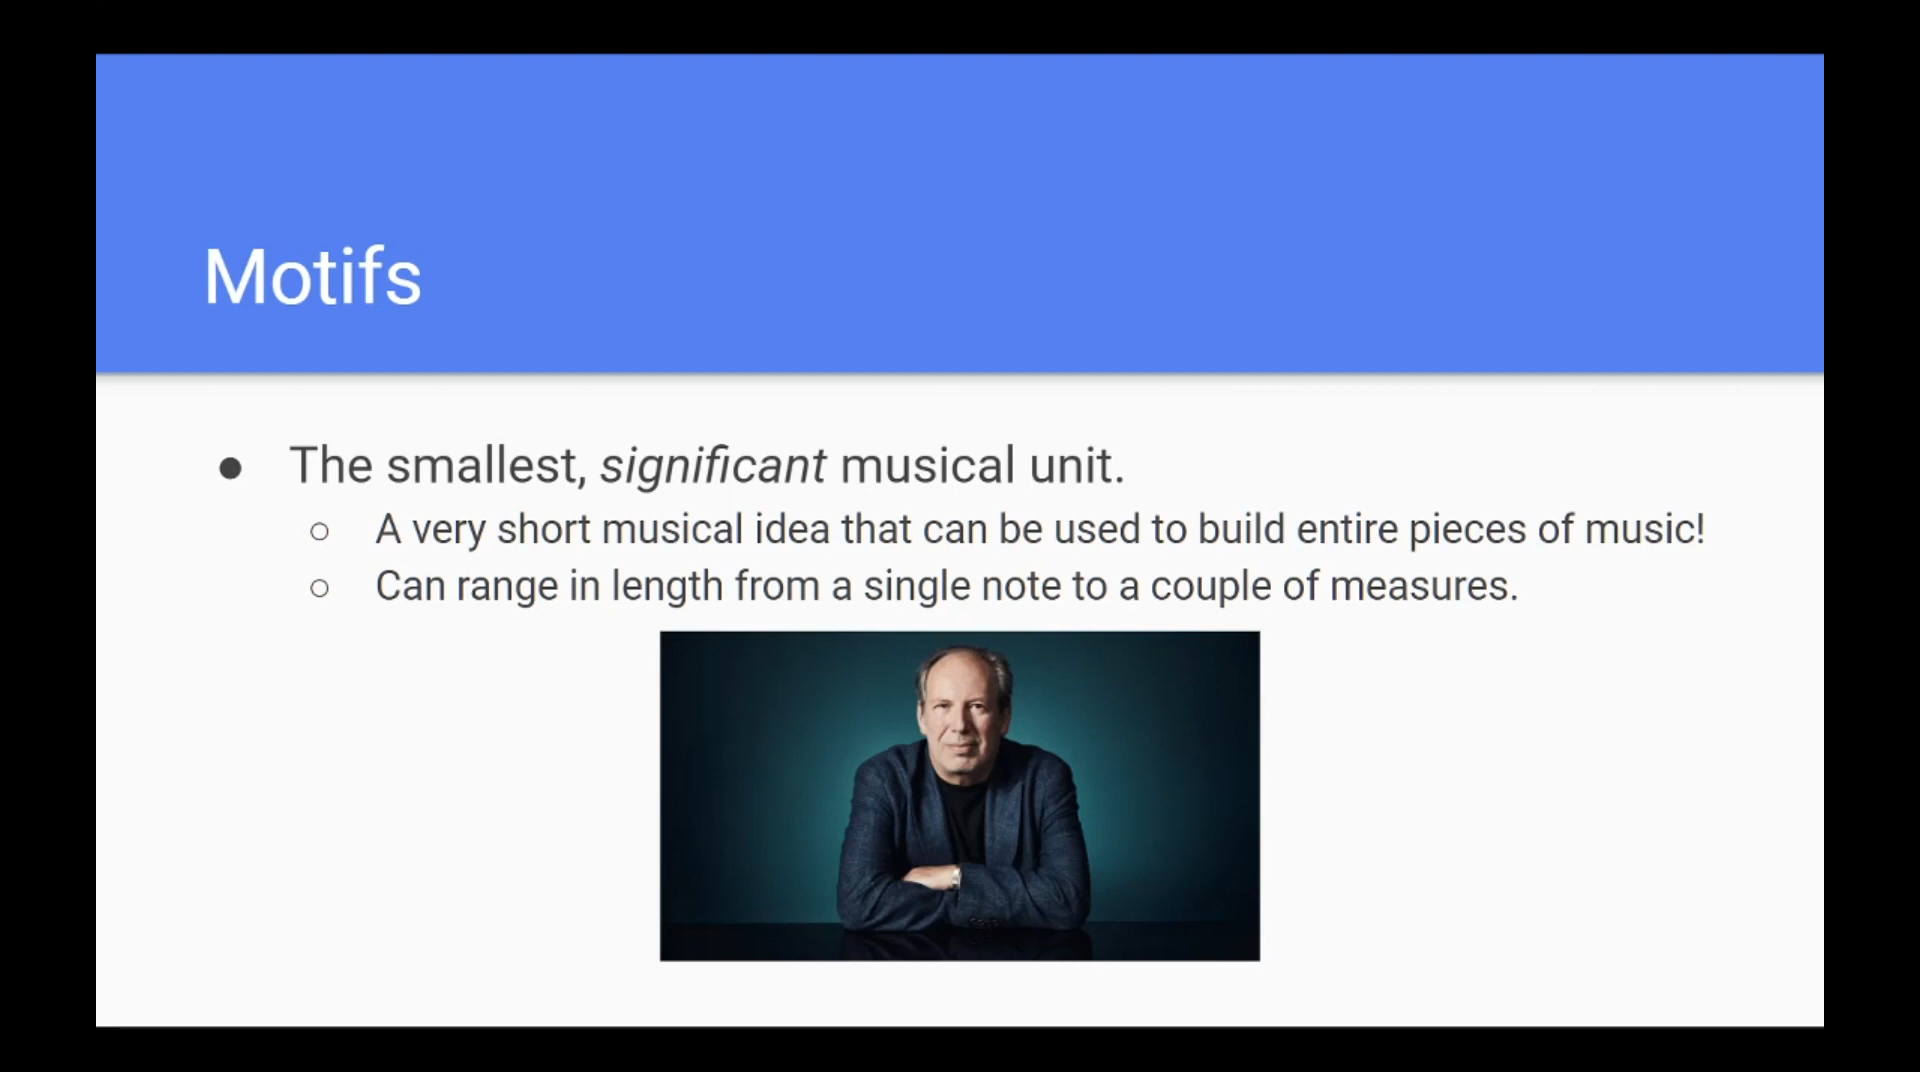 Motifs
● The smallest, significant musical unit.
○ A very short musical idea that can be used to build entire pieces of music!
○ Can range in length from a single note to a couple of measures.